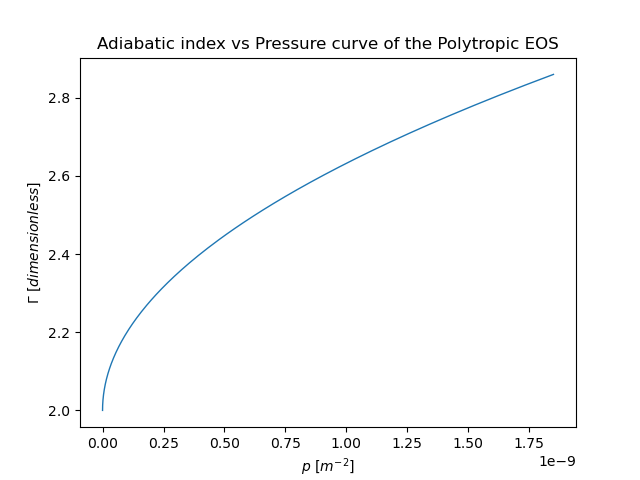 Adiabatic index vs Pressure curve of the Polytropic EOS
Γ [dimensionless]
2.8
2.6
2.4
2.2
2.0
0.00 0.25 0.50 0.75 1.00 1.25 1.50 1.75
1e−9
p [m⁻²]